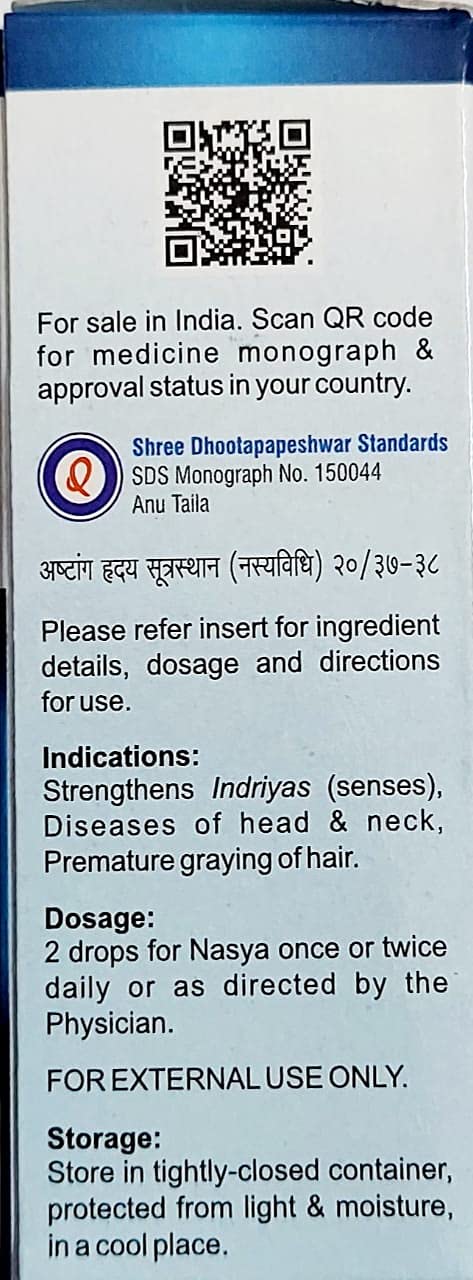 For sale in India. Scan QR code
for medicine monograph &
approval status in your country.
Shree Dhootapapeshwar Standards
SDS Monograph No. 150044
Anu Taila
अष्टांग हृदय सूत्रस्थान (नस्यविधि) २०/३७-३८
Please refer insert for ingredient
details, dosage and directions
for use.
Indications:
Strengthens Indriyas (senses),
Diseases of head & neck,
Premature graying of hair.
Dosage:
2 drops for Nasya once or twice
daily or as directed by the
Physician.
FOR EXTERNAL USE ONLY.
Storage:
Store in tightly-closed container,
protected from light & moisture,
in a cool place.